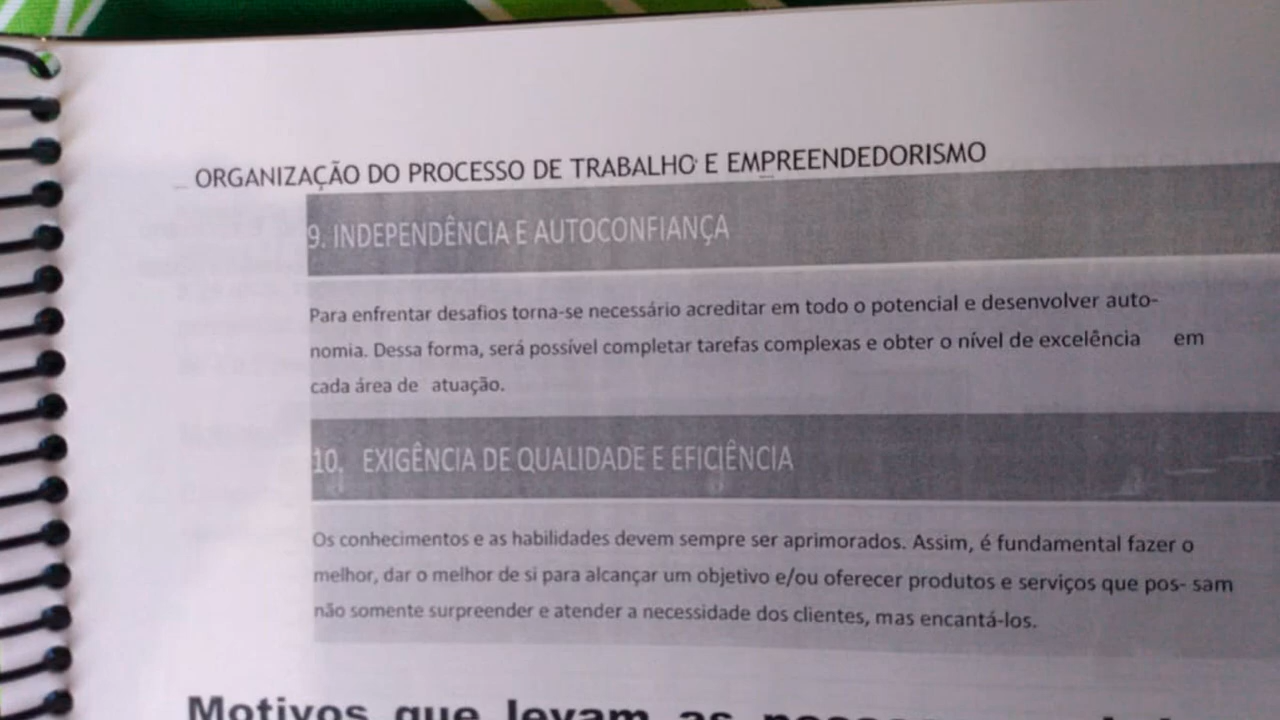 ORGANIZAÇÃO DO PROCESSO DE TRABALHO E EMPREENDEDORISMO
9. INDEPENDÊNCIA E AUTOCONFIANÇA
Para enfrentar desafios torna-se necessário acreditar em todo o potencial e desenvolver auto-
nomia. Dessa forma, será possível completar tarefas complexas e obter o nível de excelência em
cada área de atuação.
10. EXIGÊNCIA DE QUALIDADE E EFICIÊNCIA
Os conhecimentos e as habilidades devem sempre ser aprimorados. Assim, é fundamental fazer o
melhor, dar o melhor de si para alcançar um objetivo e/ou oferecer produtos e serviços que pos- sam
não somente surpreender e atender a necessidade dos clientes, mas encantá-los.
Motivos que levam as